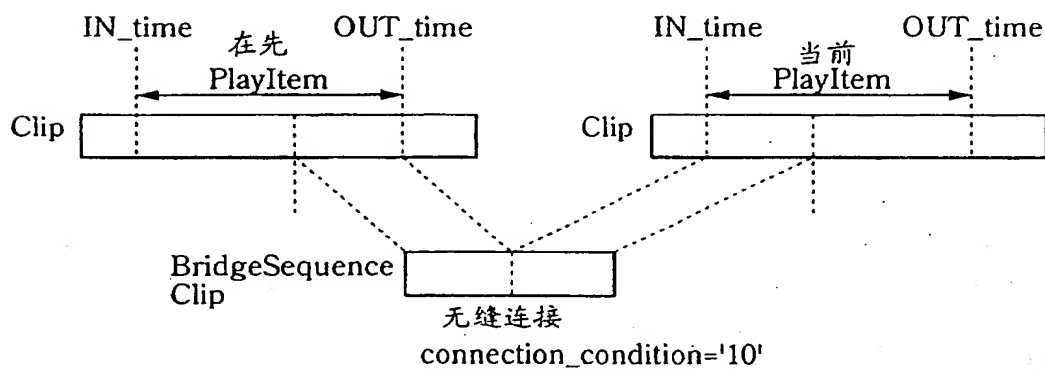 IN_time
OUT_time
IN_time
OUT_time
在先
PlayItem
当前
PlayItem
Clip
Clip
BridgeSequence
Clip
无缝连接
connection_condition='10'